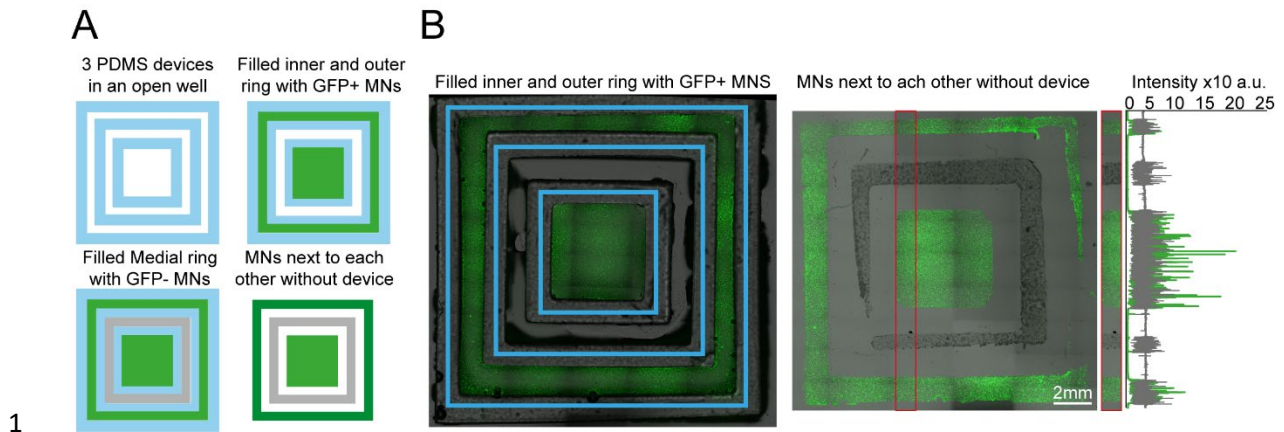 A
B
3 PDMS devices
in an open well
Filled inner and outer
ring with GFP+ MNs
Filled Medial ring
with GFP- MNs
MNs next to each
other without device
Filled inner and outer ring with GFP+ MNS
MNs next to ach other without device
Intensity x10 a.u.
0 5 10 15 20 25
2mm
1